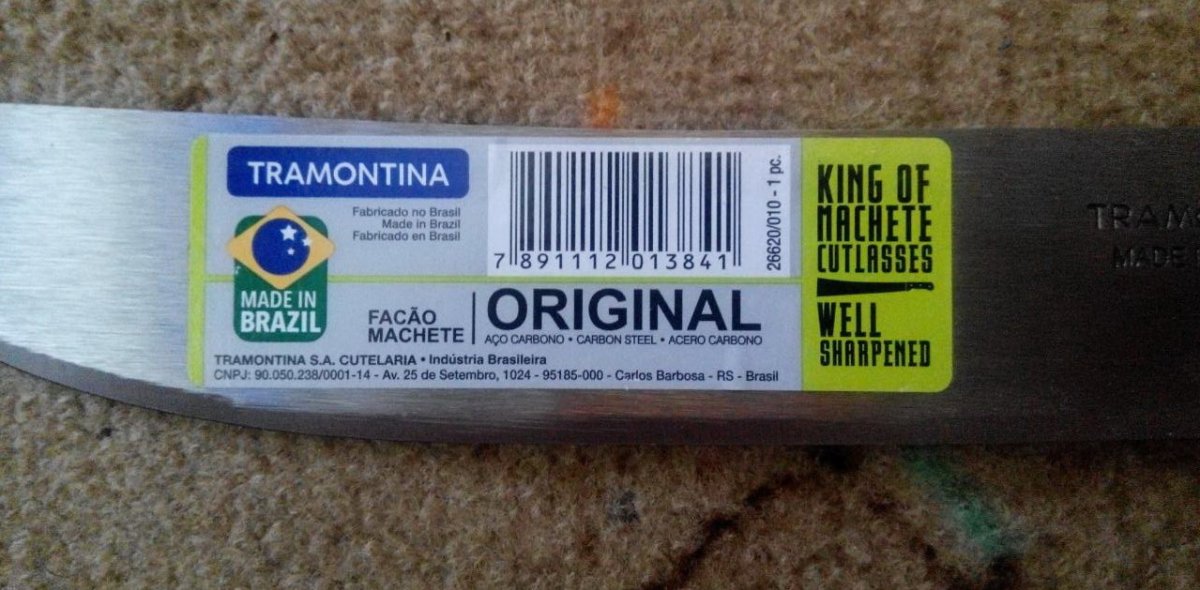 TRAMONTINA
Fabricado no Brasil
Made in Brazil
Fabricado en Brasil
MADE IN
BRAZIL
7 891112 013841
26620/010 - 1 pc.
FACÃO
MACHETE
ORIGINAL
AÇO CARBONO • CARBON STEEL • ACERO CARBONO
TRAMONTINA S.A. CUTELARIA • Indústria Brasileira
CNPJ: 90.050.238/0001-14 - Av. 25 de Setembro, 1024 - 95185-000 - Carlos Barbosa - RS - Brasil
KING OF
MACHETE
CUTLASSES
WELL
SHARPENED
TRAM
MADE